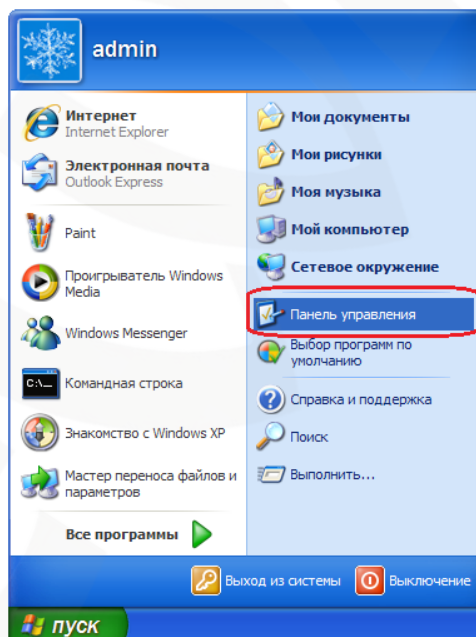 admin
Интернет
Internet Explorer
Электронная почта
Outlook Express
Paint
Проигрыватель Windows
Media
Windows Messenger
C:\_
Командная строка
Знакомство с Windows XP
Мастер переноса файлов и
параметров
Все программы
Мои документы
Мои рисунки
Моя музыка
Мой компьютер
Сетевое окружение
Панель управления
Выбор программ по
умолчанию
Справка и поддержка
Поиск
Выполнить...
Выход из системы
Выключение
пуск